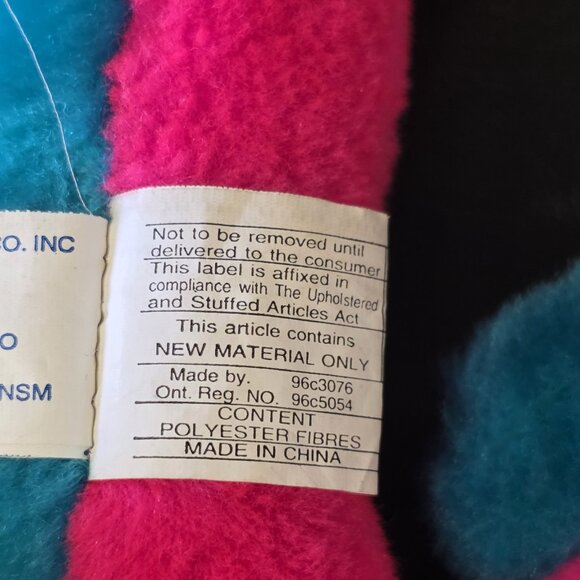 CO. INC
O
NSM
Not to be removed until
delivered to the consumer
This label is affixed in
compliance with The Upholstered
and Stuffed Articles Act
This article contains
NEW MATERIAL ONLY
Made by. 96c3076
Ont. Reg. NO. 96c5054
CONTENT
POLYESTER FIBRES
MADE IN CHINA